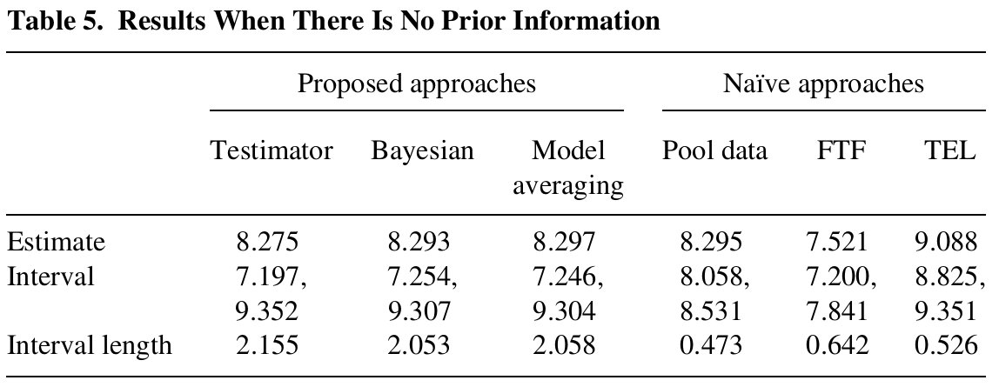 Table 5. Results When There Is No Prior Information
Proposed approaches Naïve approaches
Testimator Bayesian Model averaging Pool data FTF TEL
Estimate 8.275 8.293 8.297 8.295 7.521 9.088
Interval 7.197, 7.254, 7.246, 8.058, 7.200, 8.825,
9.352 9.307 9.304 8.531 7.841 9.351
Interval length 2.155 2.053 2.058 0.473 0.642 0.526